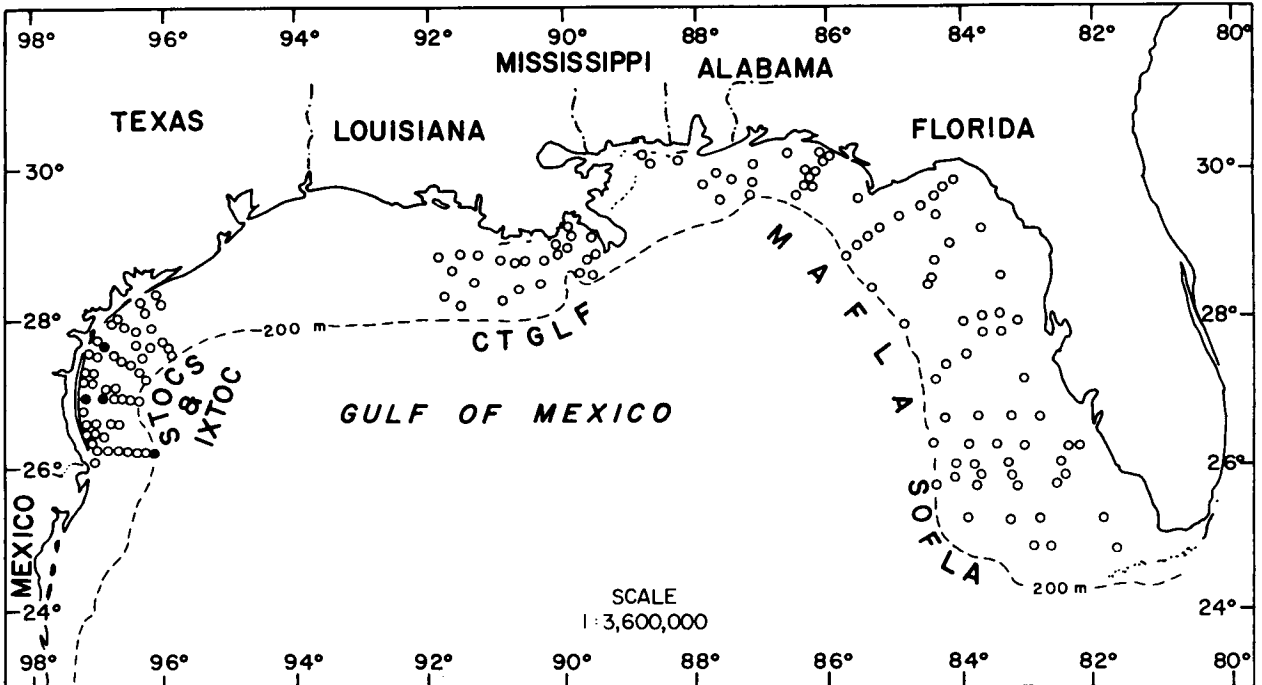 98° 96° 94° 92° 90° 88° 86° 84° 82° 80°
MISSISSIPPI ALABAMA
TEXAS LOUISIANA FLORIDA
30° 30°
MAFLA
28° 200 m CTGLF 28°
STOCS
&
IXTOC
GULF OF MEXICO
26° 26°
SOFLA
MEXICO
SCALE
1:3,600,000
200 m
24° 24°
98° 96° 94° 92° 90° 88° 86° 84° 82° 80°